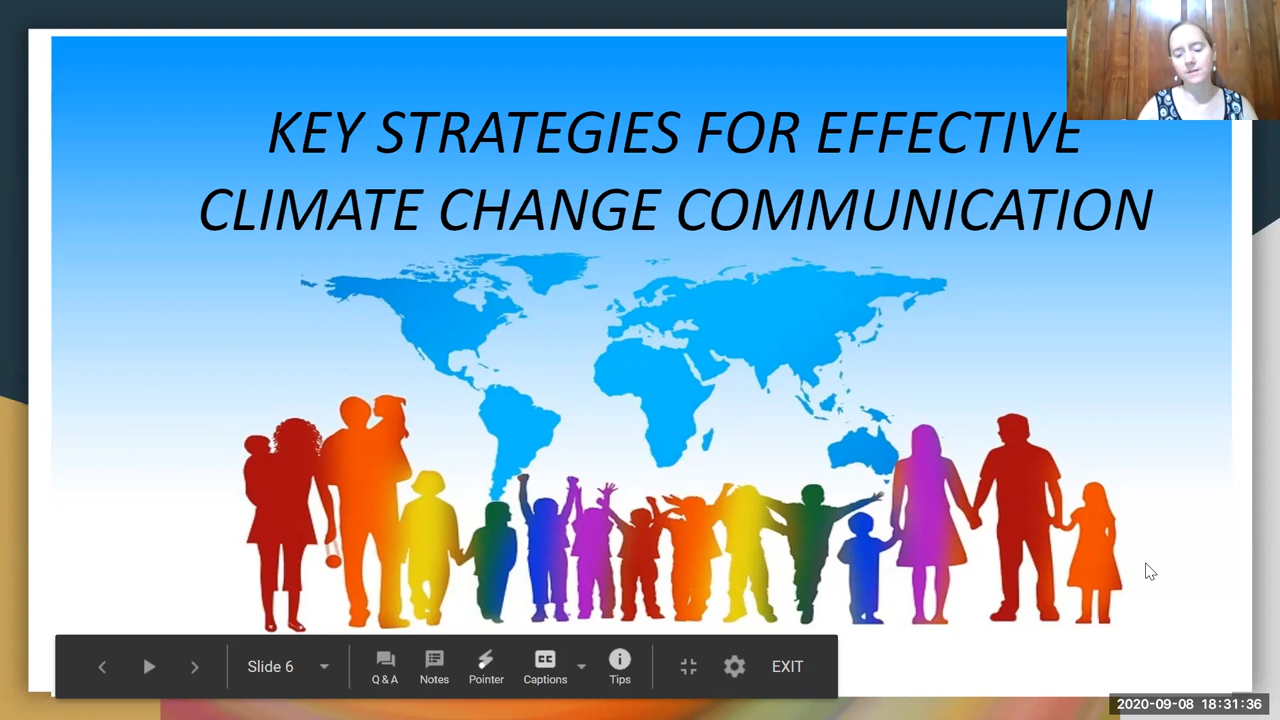 KEY STRATEGIES FOR EFFECTIVE
CLIMATE CHANGE COMMUNICATION
Slide 6
Q & A
Notes
Pointer
CC
Captions
Tips
EXIT
2020-09-08 18:31:36